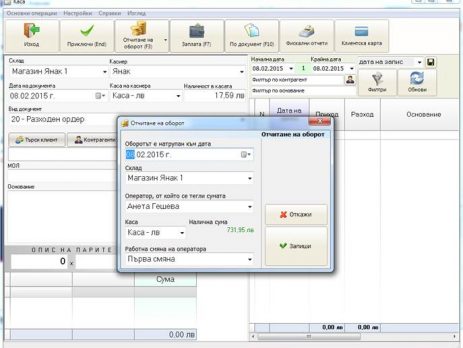 Каса
Основни операции Настройки Справки Изглед
Изход
Приключи (End)
Отчитане на оборот (F3)
Заплата (F7)
По документ (F10)
Фискални отчети
Клиентска карта
Склад
Касиер
Магазин Янак 1
Янак
Дата на документа
Каса на касиера
Наличност в касата
08.02.2015 г.
Каса - лв
17,59 лв
Вид документ
20 - Разходен ордер
Търси клиент
Контрагенти
МОЛ
Основание
ОПИС НА ПАРИТЕ
0 x
Сума
0,00 лв
Начална дата
Крайна дата
08.02.2015
1
08.02.2015
дата на запис
Филтър по контрагент
Филтър по основание
Филтри
Обнови
N
Дата на
Приход
Разход
Основание
0,00 лв
0,00 лв
Отчитане на оборот
Оборотът е натрупан към дата
08.02.2015 г.
Склад
Магазин Янак 1
Оператор, от който се тегли сумата
Анета Гешева
Каса
Налична сума
Каса - лв
731,95 лв
Работна смяна на оператора
Първа смяна
Отчитане на оборот
Откажи
Запиши